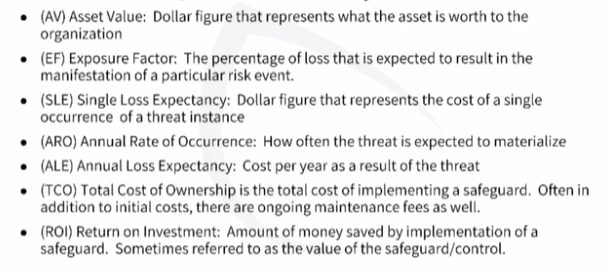 • (AV) Asset Value: Dollar figure that represents what the asset is worth to the
organization
• (EF) Exposure Factor: The percentage of loss that is expected to result in the
manifestation of a particular risk event.
• (SLE) Single Loss Expectancy: Dollar figure that represents the cost of a single
occurrence of a threat instance
• (ARO) Annual Rate of Occurrence: How often the threat is expected to materialize
• (ALE) Annual Loss Expectancy: Cost per year as a result of the threat
• (TCO) Total Cost of Ownership is the total cost of implementing a safeguard. Often in
addition to initial costs, there are ongoing maintenance fees as well.
• (ROI) Return on Investment: Amount of money saved by implementation of a
safeguard. Sometimes referred to as the value of the safeguard/control.